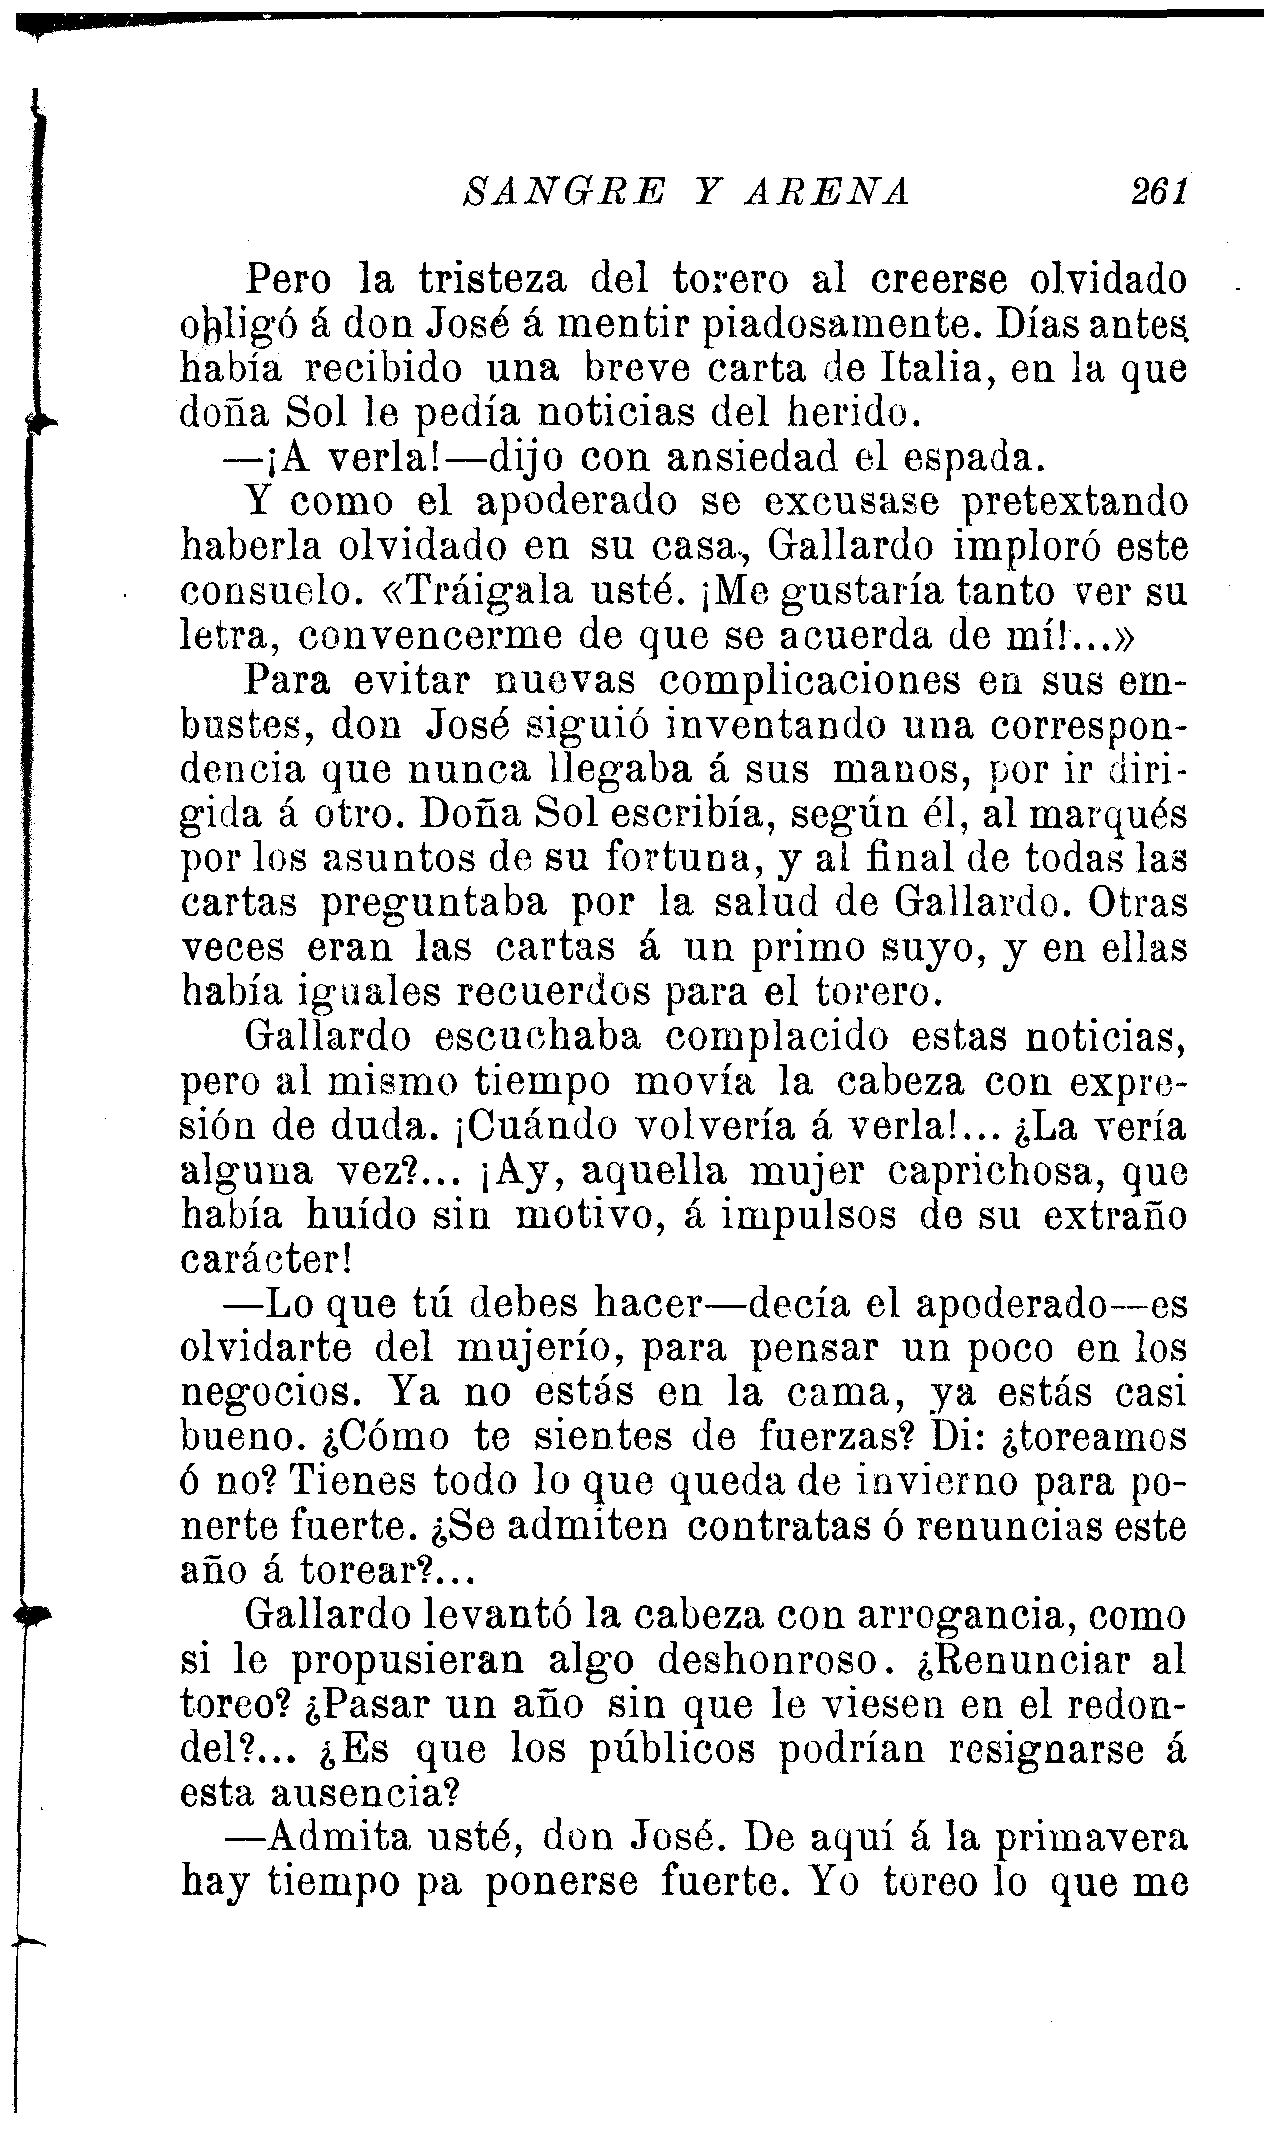 SANGRE Y ARENA 261
Pero la tristeza del torero al creerse olvidado
obligó á don José á mentir piadosamente. Días antes
había recibido una breve carta de Italia, en la que
doña Sol le pedía noticias del herido.
—¡A verla!—dijo con ansiedad el espada.
Y como el apoderado se excusase pretextando
haberla olvidado en su casa, Gallardo imploró este
consuelo. «Tráigala usté. ¡Me gustaría tanto ver su
letra, convencerme de que se acuerda de mí!...»
Para evitar nuevas complicaciones en sus em-
bustes, don José siguió inventando una correspon-
dencia que nunca llegaba á sus manos, por ir diri-
gida á otro. Doña Sol escribía, según él, al marqués
por los asuntos de su fortuna, y al final de todas las
cartas preguntaba por la salud de Gallardo. Otras
veces eran las cartas á un primo suyo, y en ellas
había iguales recuerdos para el torero.
Gallardo escuchaba complacido estas noticias,
pero al mismo tiempo movía la cabeza con expre-
sión de duda. ¡Cuándo volvería á verla!... ¿La vería
alguna vez?... ¡Ay, aquella mujer caprichosa, que
había huído sin motivo, á impulsos de su extraño
carácter!
—Lo que tú debes hacer—decía el apoderado—es
olvidarte del mujerío, para pensar un poco en los
negocios. Ya no estás en la cama, ya estás casi
bueno. ¿Cómo te sientes de fuerzas? Di: ¿toreamos
ó no? Tienes todo lo que queda de invierno para po-
nerte fuerte. ¿Se admiten contratas ó renuncias este
año á torear?...
Gallardo levantó la cabeza con arrogancia, como
si le propusieran algo deshonroso. ¿Renunciar al
toreo? ¿Pasar un año sin que le viesen en el redon-
del?... ¿Es que los públicos podrían resignarse á
esta ausencia?
—Admita usté, don José. De aquí á la primavera
hay tiempo pa ponerse fuerte. Yo toreo lo que me